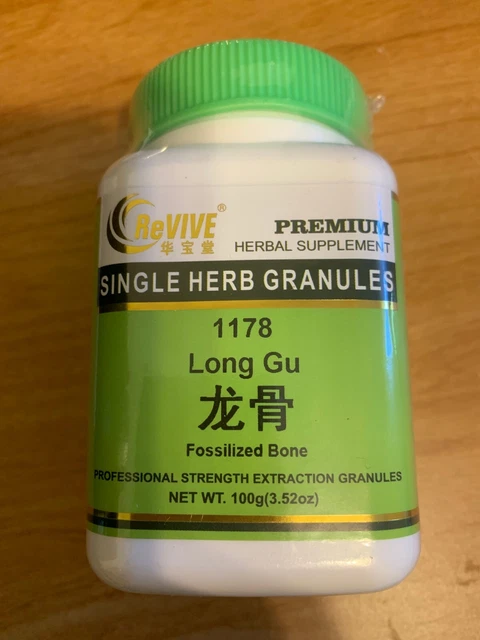 ReVIVE®
华宝堂
PREMIUM
HERBAL SUPPLEMENT
SINGLE HERB GRANULES
1178
Long Gu
龙骨
Fossilized Bone
PROFESSIONAL STRENGTH EXTRACTION GRANULES
NET WT. 100g(3.52oz)